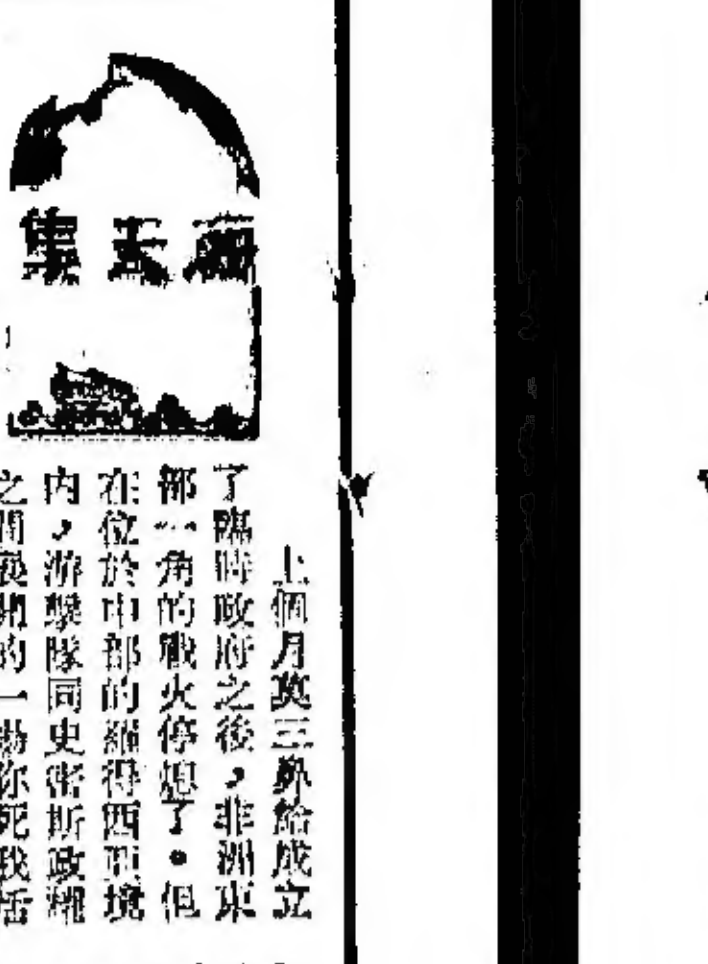 上個月莫三鼻給成立
了臨時政府之後，非洲東
部一角的戰火停熄了。但
在位於中部的羅得西亞境
內，游擊隊同史密斯政權
之間展開的一場你死我活